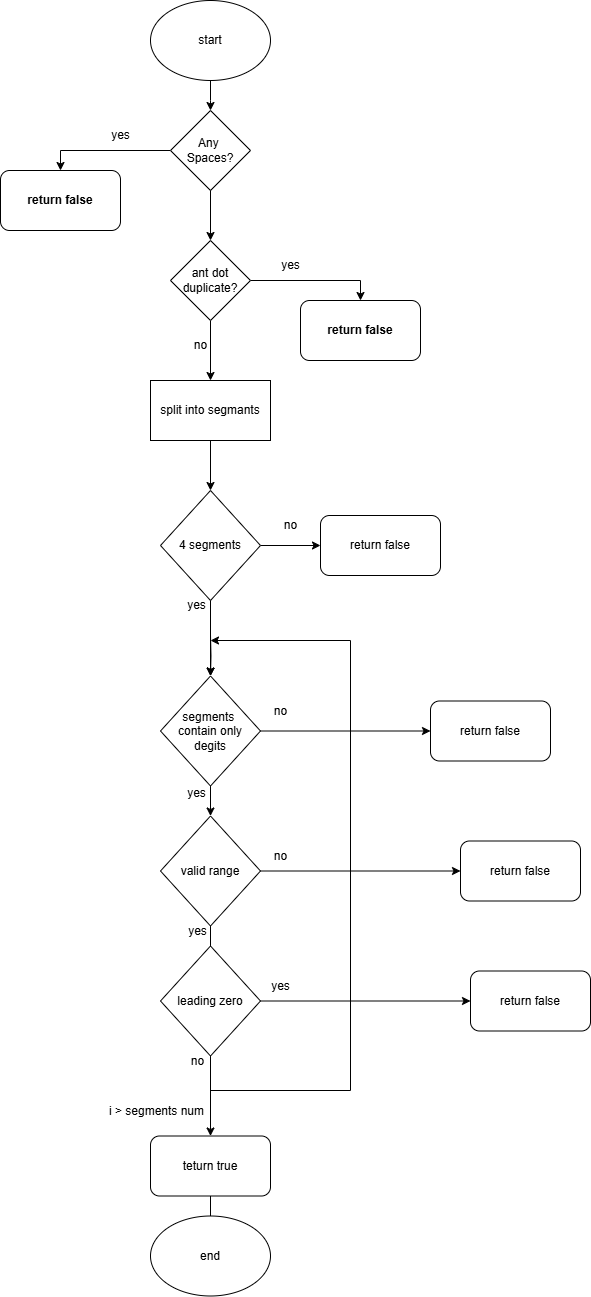 start
yes
Any
Spaces?
return false
ant dot
duplicate?
yes
return false
no
split into segmants
4 segments
no
return false
yes
segments
contain only
degits
no
return false
yes
valid range
no
return false
yes
leading zero
yes
return false
no
i > segments num
teturn true
end